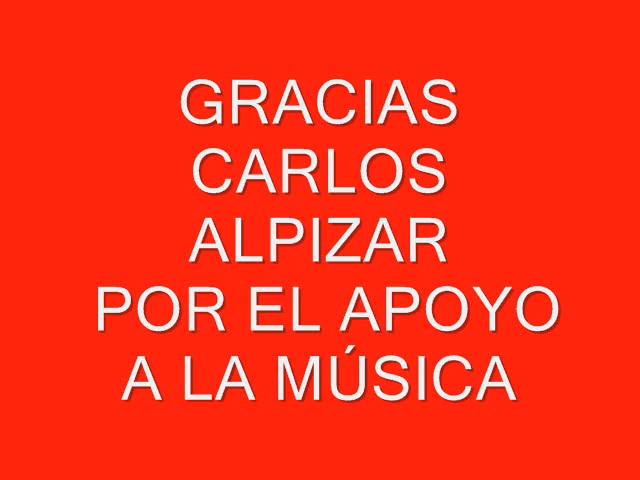 GRACIAS
CARLOS
ALPIZAR
POR EL APOYO
A LA MÚSICA